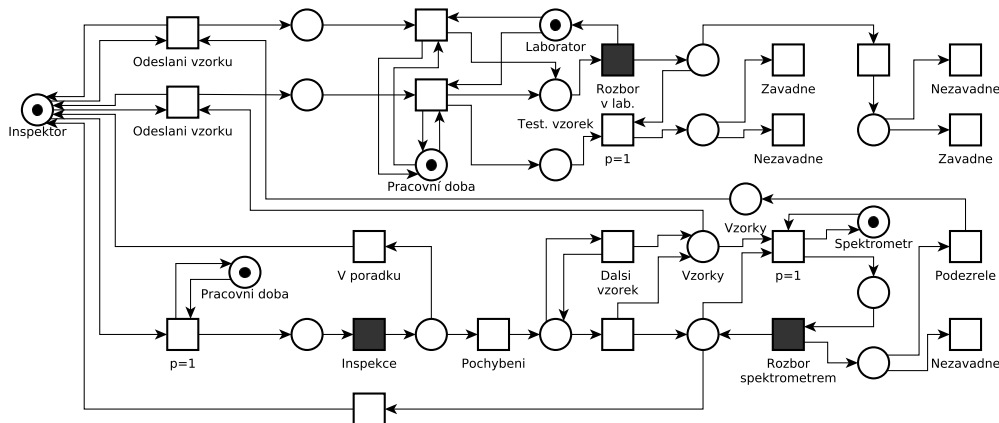 Odeslani vzorku
Laborator
Rozbor
v lab.
Zavadne
Nezavadne
Inspektor
Odeslani vzorku
Test. vzorek
p=1
Nezavadne
Zavadne
Pracovní doba
Vzorky
Spektrometr
V poradku
Dalsi
vzorek
Vzorky
p=1
Podezrele
Pracovni doba
p=1
Inspekce
Pochybeni
Rozbor
spektrometrem
Nezavadne